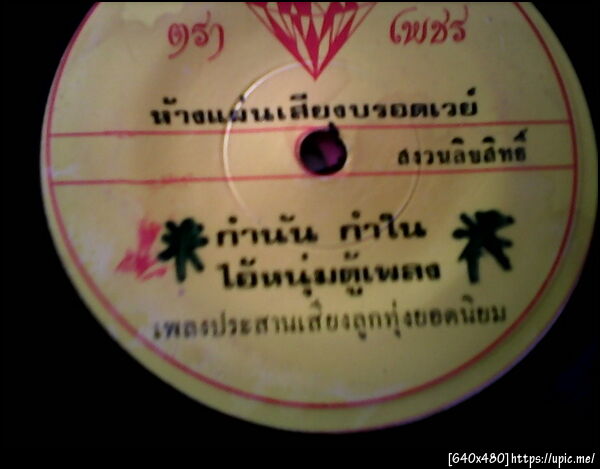 ตรา เพชร
ห้างแผ่นเสียงบรอดเวย์
สงวนลิขสิทธิ์
กำนัน กำใน
ไอ้หนุ่มตู้เพลง
เพลงประสานเสียงลูกทุ่งยอดนิยม
[640x480]https://upic.me/